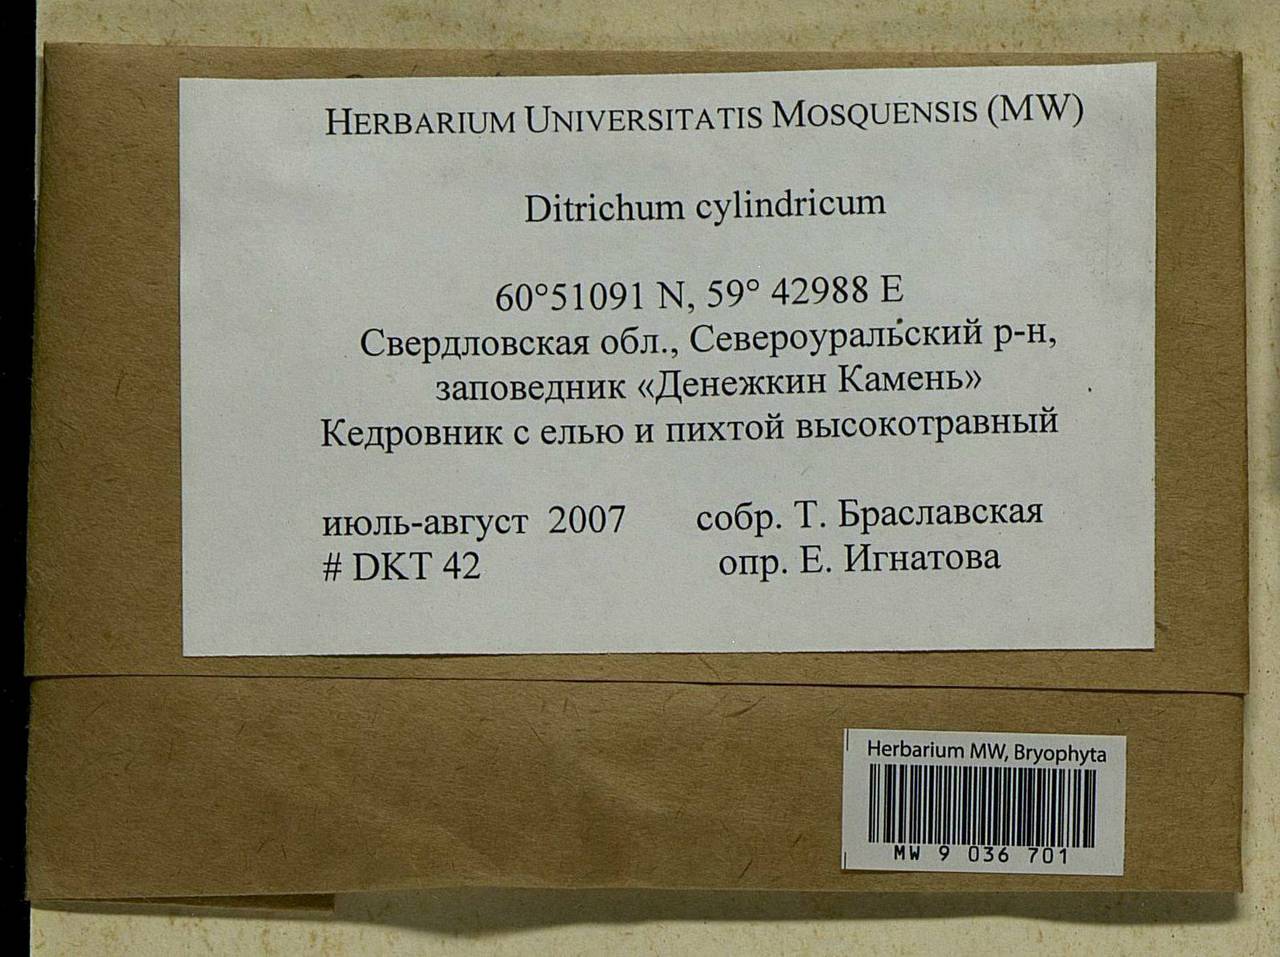 HERBARIUM UNIVERSITATIS MOSQUENSIS (MW)
Ditrichum cylindricum
60°51091 N, 59° 42988 E
Свердловская обл., Североуральский р-н,
заповедник «Денежкин Камень»
Кедровник с елью и пихтой высокотравный
июль-август 2007 собр. Т. Браславская
# DKT 42 опр. Е. Игнатова
Herbarium MW, Bryophyta
MW 9 036 701